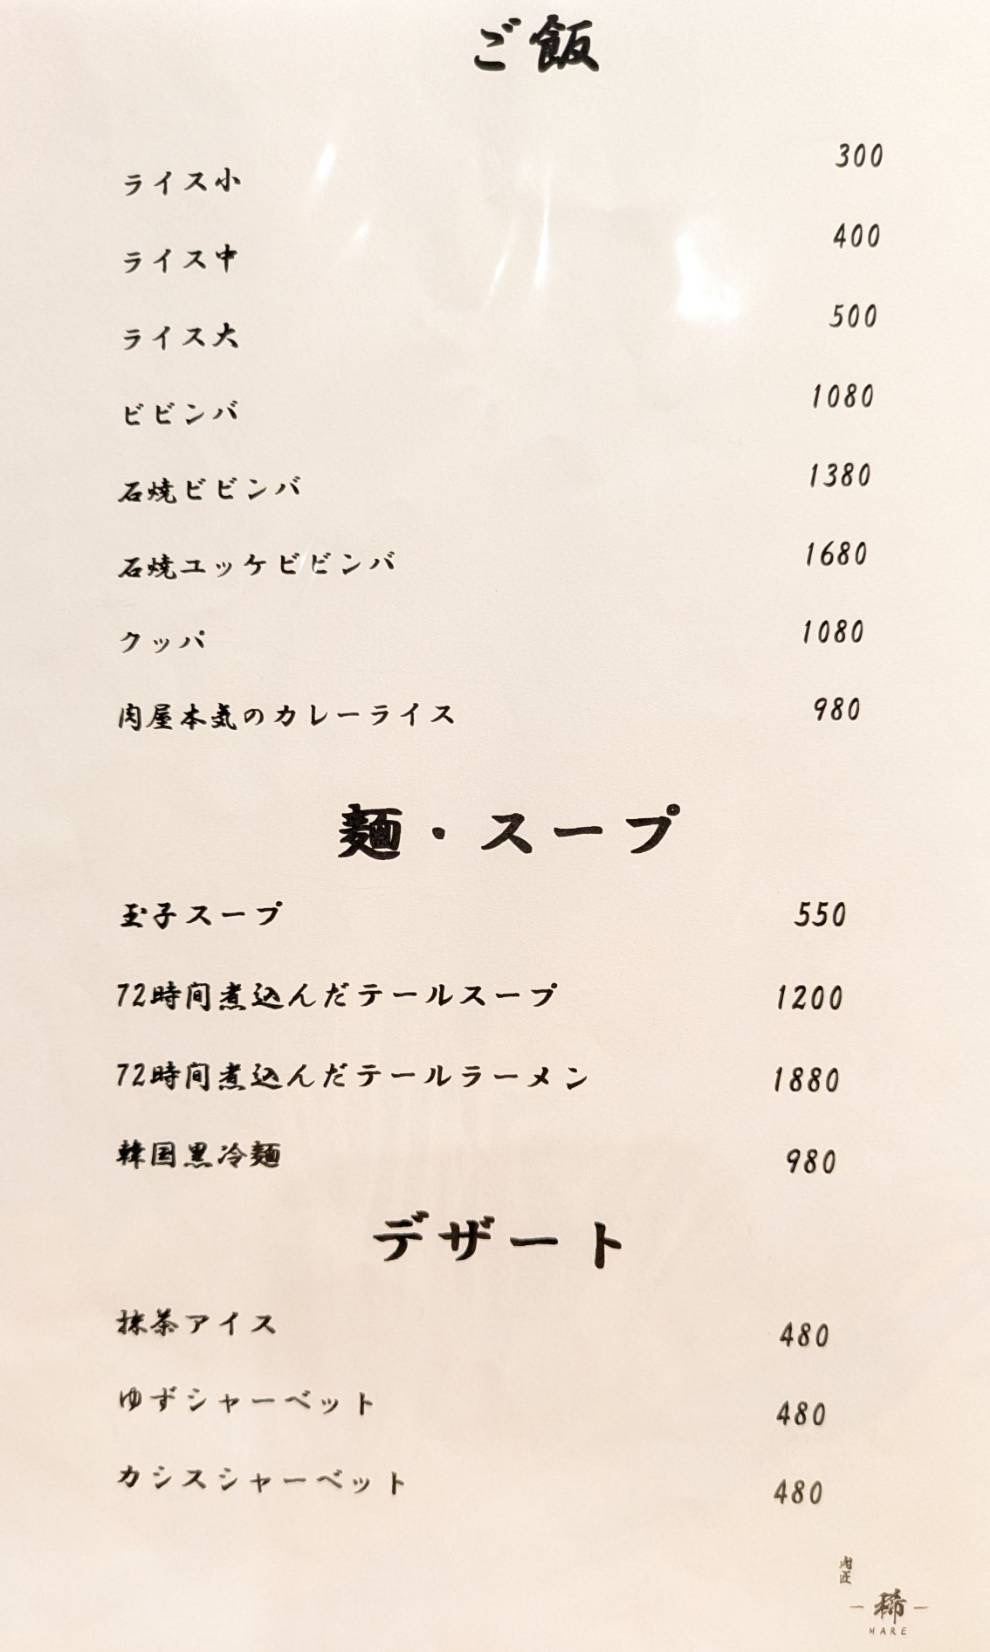 ご飯
ライス小 300
ライス中 400
ライス大 500
ビビンバ 1080
石焼ビビンバ 1380
石焼ユッケビビンバ 1680
クッパ 1080
肉屋本気のカレーライス 980
麺・スープ
玉子スープ 550
72時間煮込んだテールスープ 1200
72時間煮込んだテールラーメン 1880
韓国黒冷麺 980
デザート
抹茶アイス 480
ゆずシャーベット 480
カシスシャーベット 480
肉匠
稀
HARE